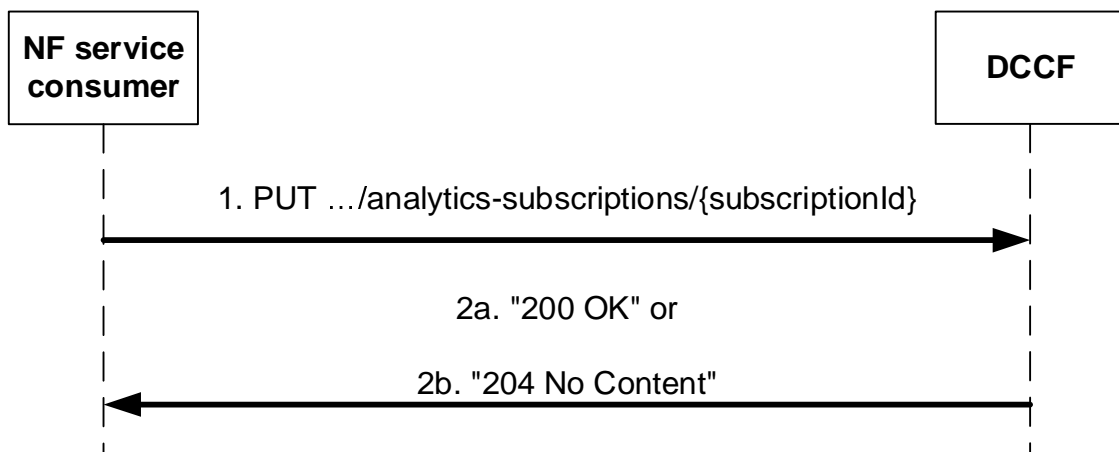 NF service
consumer
DCCF
1. PUT …/analytics-subscriptions/{subscriptionId}
2a. "200 OK" or
2b. "204 No Content"